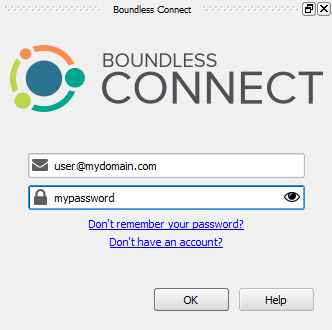 Boundless Connect
BOUNDLESS
CONNECT
user@mydomain.com
mypassword
Don't remember your password?
Don't have an account?
OK
Help